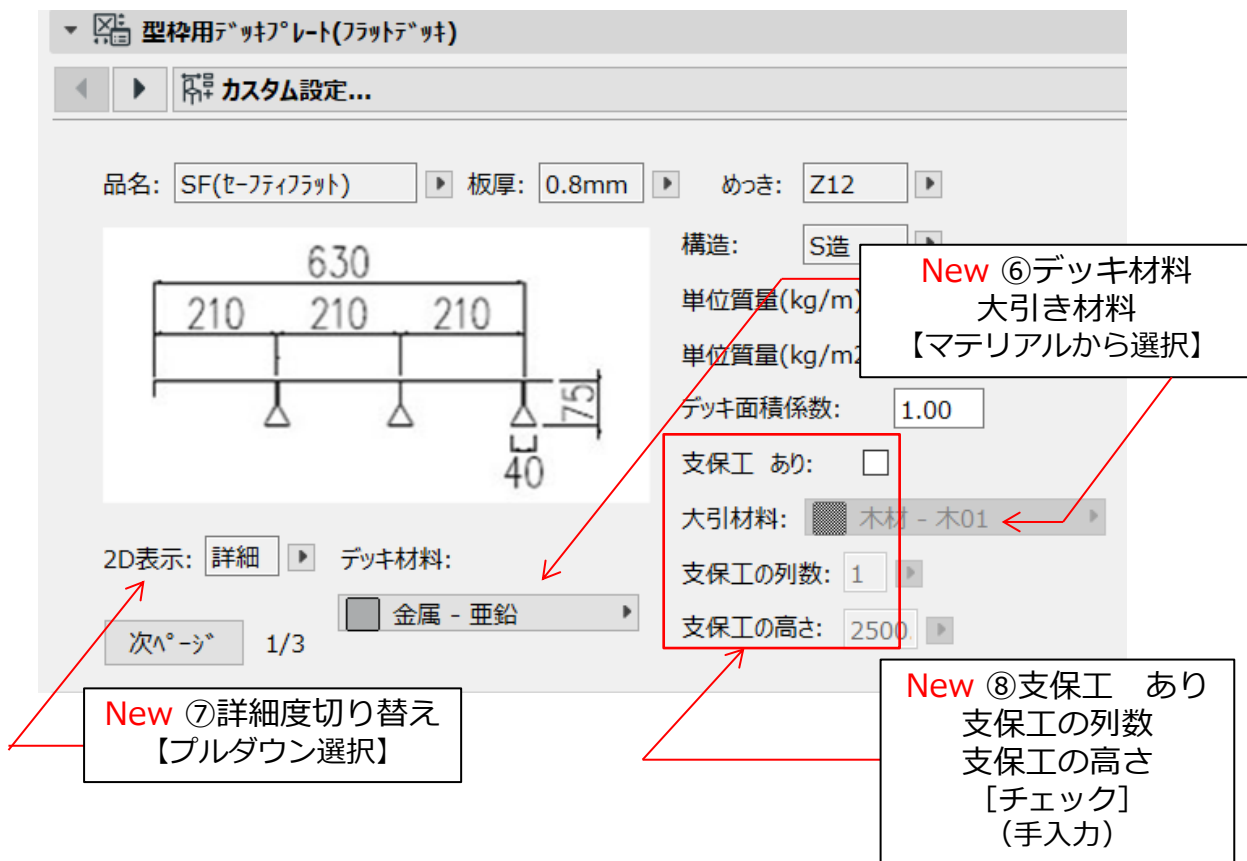 型枠用ﾃﾞｯｷﾌﾟﾚｰﾄ(ﾌﾗｯﾄﾃﾞｯｷ)
カスタム設定...
品名: SF(ｾｰﾌﾃｨﾌﾗｯﾄ) 板厚: 0.8mm めっき: Z12
構造: S造
単位質量(kg/m)
単位質量(kg/m2
デッキ面積係数: 1.00
支保工 あり:
大引材料: 木材 - 木01
支保工の列数: 1
支保工の高さ: 2500.
630
210 210 210
75
40
2D表示: 詳細 デッキ材料:
金属 - 亜鉛
次ﾍﾟｰｼﾞ 1/3
New ⑥デッキ材料
大引き材料
【マテリアルから選択】
New ⑦詳細度切り替え
【プルダウン選択】
New ⑧支保工　あり
支保工の列数
支保工の高さ
［チェック］
（手入力）